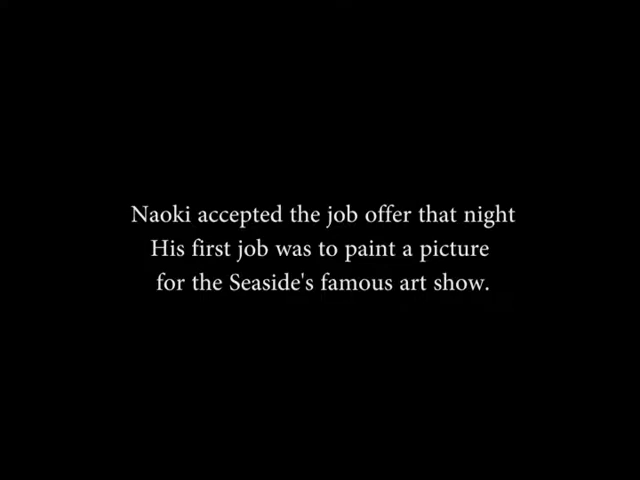 Naoki accepted the job offer that night
His first job was to paint a picture
for the Seaside's famous art show.